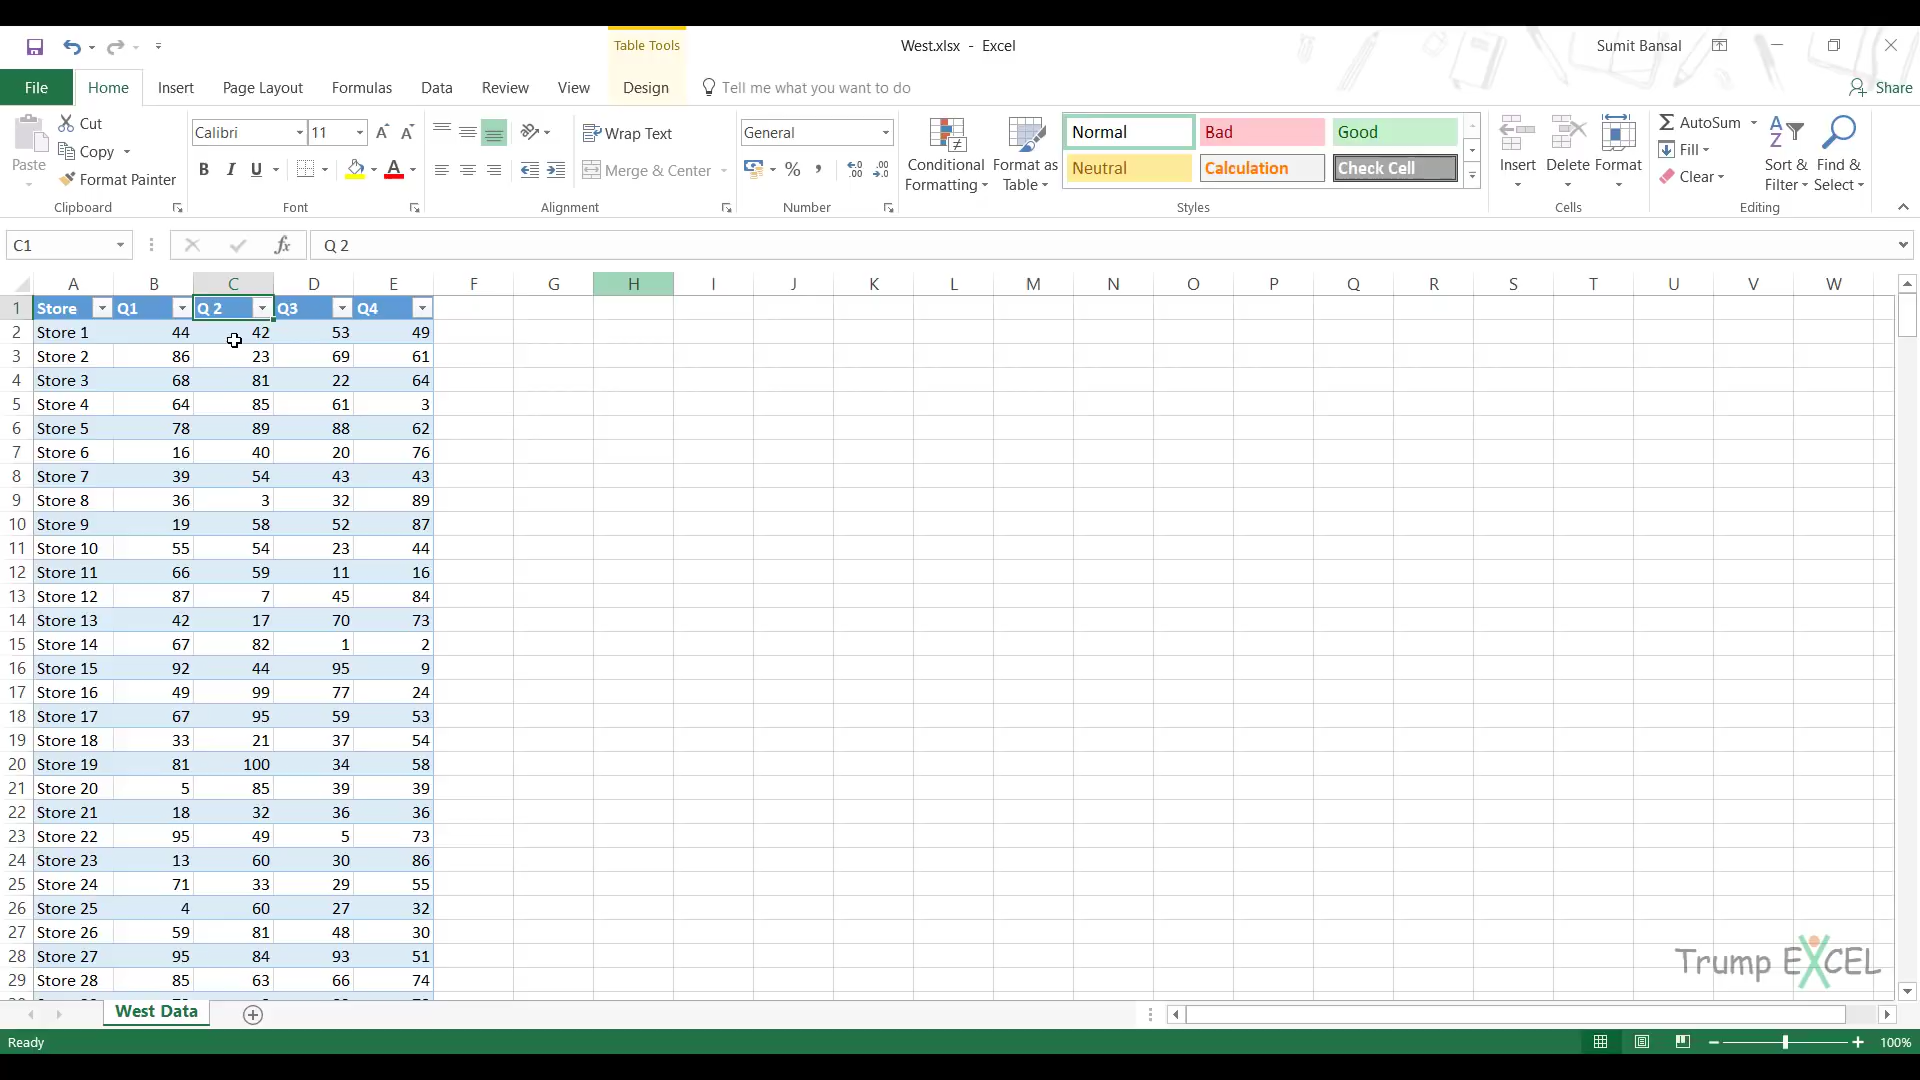 Table Tools
West.xlsx - Excel
Sumit Bansal
File Home Insert Page Layout Formulas Data Review View Design Tell me what you want to do Share
Paste
Cut
Copy
Format Painter
Clipboard
Calibri 11
B I U
Font
Wrap Text
Merge & Center
Alignment
General
%
Number
Conditional Formatting
Format as Table
Normal Bad Good
Neutral Calculation Check Cell
Styles
Insert Delete Format
Cells
AutoSum
Fill
Clear
Sort & Filter
Find & Select
Editing
C1 fx Q 2
A B C D E F G H I J K L M N O P Q R S T U V W
1 Store Q1 Q 2 Q3 Q4
2 Store 1 44 42 53 49
3 Store 2 86 23 69 61
4 Store 3 68 81 22 64
5 Store 4 64 85 61 3
6 Store 5 78 89 88 62
7 Store 6 16 40 20 76
8 Store 7 39 54 43 43
9 Store 8 36 3 32 89
10 Store 9 19 58 52 87
11 Store 10 55 54 23 44
12 Store 11 66 59 11 16
13 Store 12 87 7 45 84
14 Store 13 42 17 70 73
15 Store 14 67 82 1 2
16 Store 15 92 44 95 9
17 Store 16 49 99 77 24
18 Store 17 67 95 59 53
19 Store 18 33 21 37 54
20 Store 19 81 100 34 58
21 Store 20 5 85 39 39
22 Store 21 18 32 36 36
23 Store 22 95 49 5 73
24 Store 23 13 60 30 86
25 Store 24 71 33 29 55
26 Store 25 4 60 27 32
27 Store 26 59 81 48 30
28 Store 27 95 84 93 51
29 Store 28 85 63 66 74
Trump EXCEL
West Data
Ready
100%